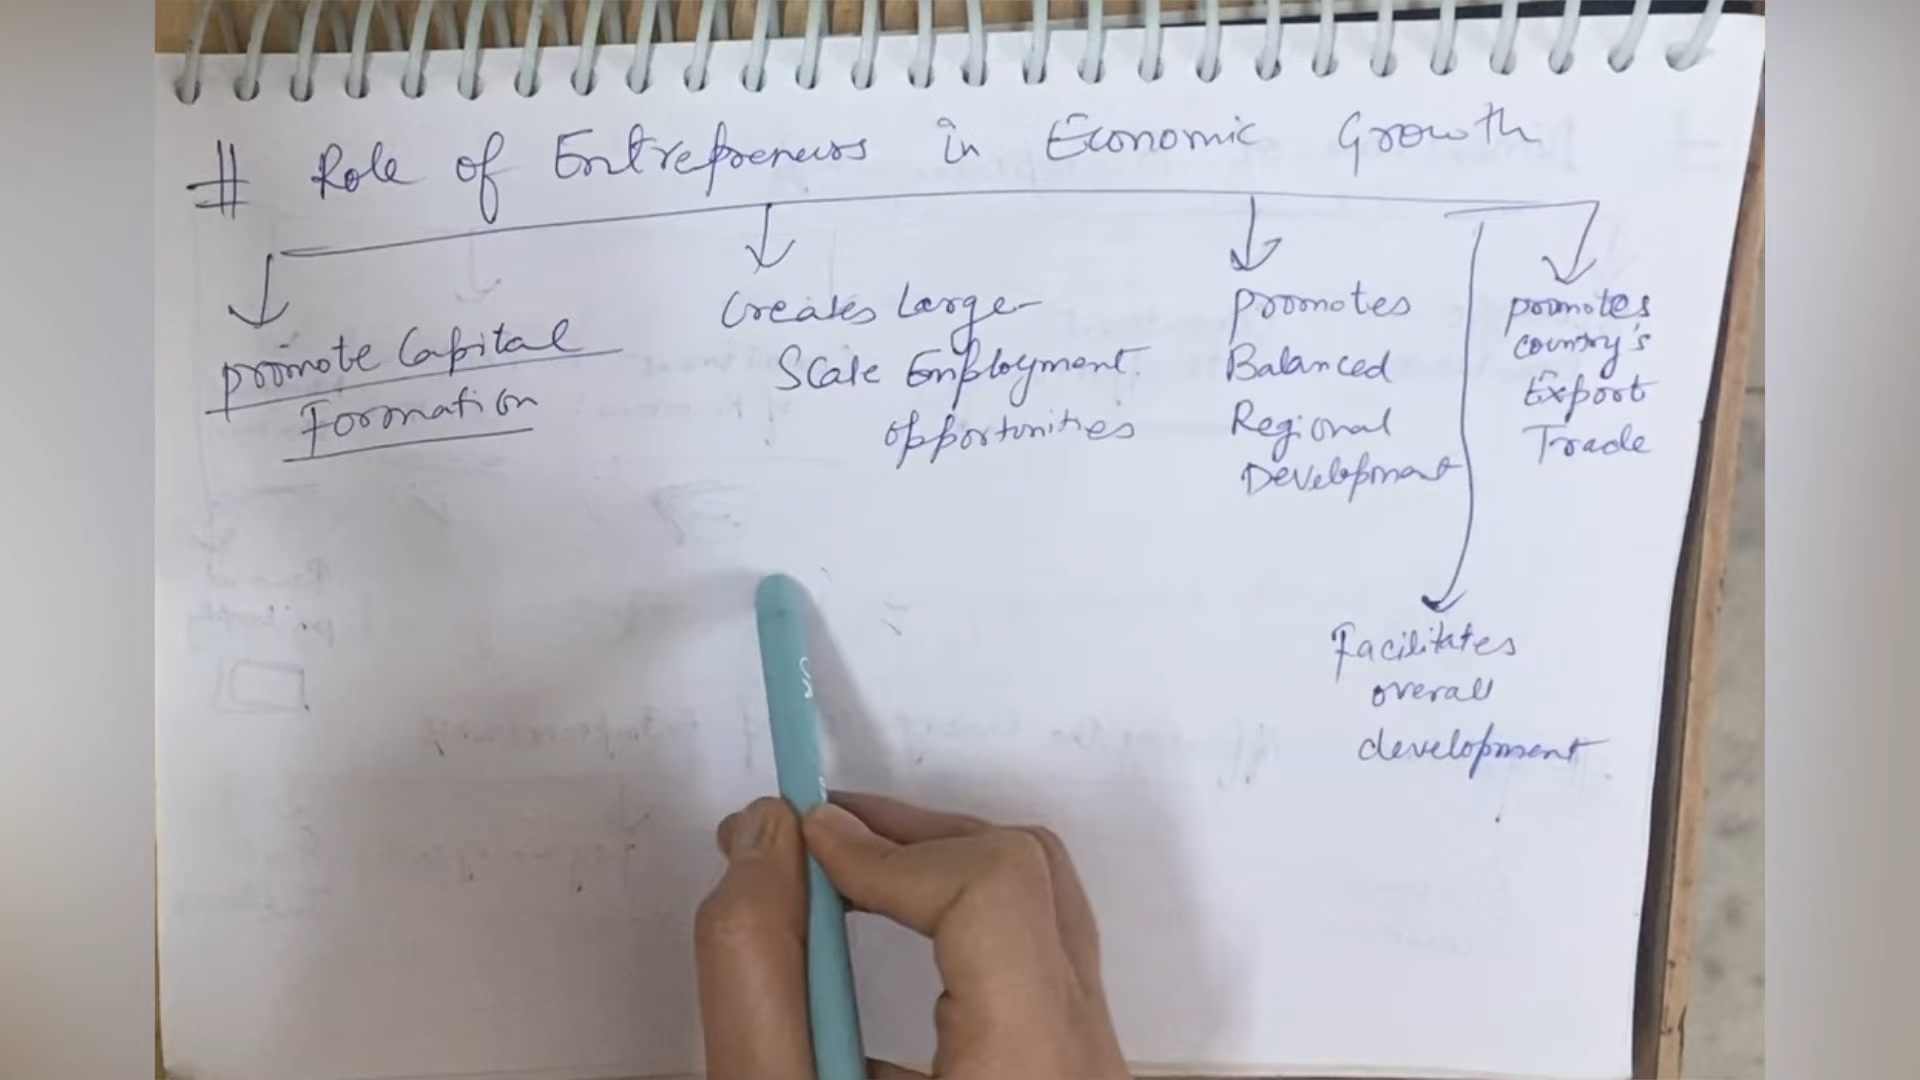 # Role of Entrepreneurs in Economic Growth
promote Capital
Formation
Creates Large-
Scale Employment
opportunities
promotes
Balanced
Regional
Development
promotes
country's
Export
Trade
Facilitates
overall
development